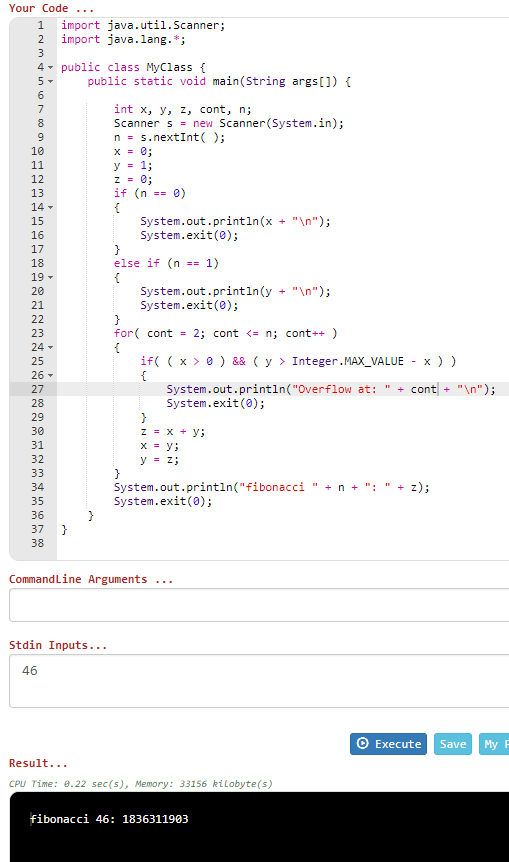 Your Code ...
1 import java.util.Scanner;
2 import java.lang.*;
3
4 public class MyClass {
5     public static void main(String args[]) {
6
7         int x, y, z, cont, n;
8         Scanner s = new Scanner(System.in);
9         n = s.nextInt( );
10         x = 0;
11         y = 1;
12         z = 0;
13         if (n == 0)
14         {
15             System.out.println(x + "\n");
16             System.exit(0);
17         }
18         else if (n == 1)
19         {
20             System.out.println(y + "\n");
21             System.exit(0);
22         }
23         for( cont = 2; cont <= n; cont++ )
24         {
25             if( ( x > 0 ) && ( y > Integer.MAX_VALUE - x ) )
26             {
27                 System.out.println("Overflow at: " + cont + "\n");
28                 System.exit(0);
29             }
30             z = x + y;
31             x = y;
32             y = z;
33         }
34         System.out.println("fibonacci " + n + ": " + z);
35         System.exit(0);
36     }
37 }
38
CommandLine Arguments ...
Stdin Inputs...
46
Execute Save My P
Result...
CPU Time: 0.22 sec(s), Memory: 33156 kilobyte(s)
fibonacci 46: 1836311903